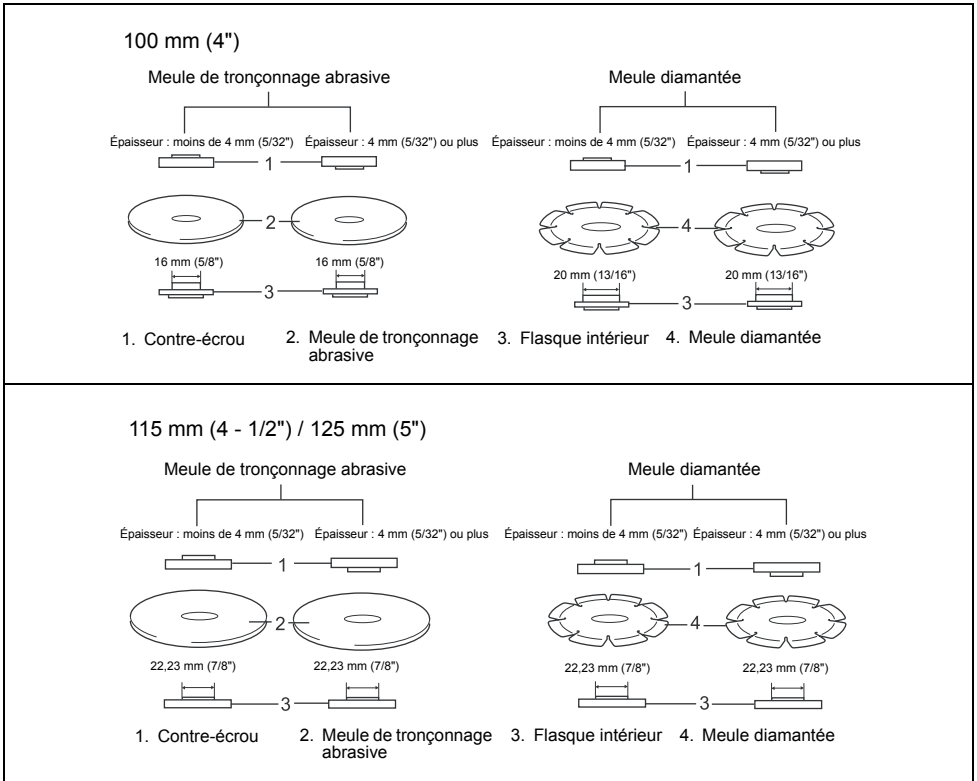 100 mm (4")
Meule de tronçonnage abrasive
Épaisseur : moins de 4 mm (5/32") Épaisseur : 4 mm (5/32") ou plus
1
2
16 mm (5/8") 16 mm (5/8")
3
Meule diamantée
Épaisseur : moins de 4 mm (5/32") Épaisseur : 4 mm (5/32") ou plus
1
4
20 mm (13/16") 20 mm (13/16")
3
1. Contre-écrou
2. Meule de tronçonnage
abrasive
3. Flasque intérieur
4. Meule diamantée
115 mm (4 - 1/2") / 125 mm (5")
Meule de tronçonnage abrasive
Épaisseur : moins de 4 mm (5/32") Épaisseur : 4 mm (5/32") ou plus
1
2
22,23 mm (7/8") 22,23 mm (7/8")
3
Meule diamantée
Épaisseur : moins de 4 mm (5/32") Épaisseur : 4 mm (5/32") ou plus
1
4
22,23 mm (7/8") 22,23 mm (7/8")
3
1. Contre-écrou
2. Meule de tronçonnage
abrasive
3. Flasque intérieur
4. Meule diamantée